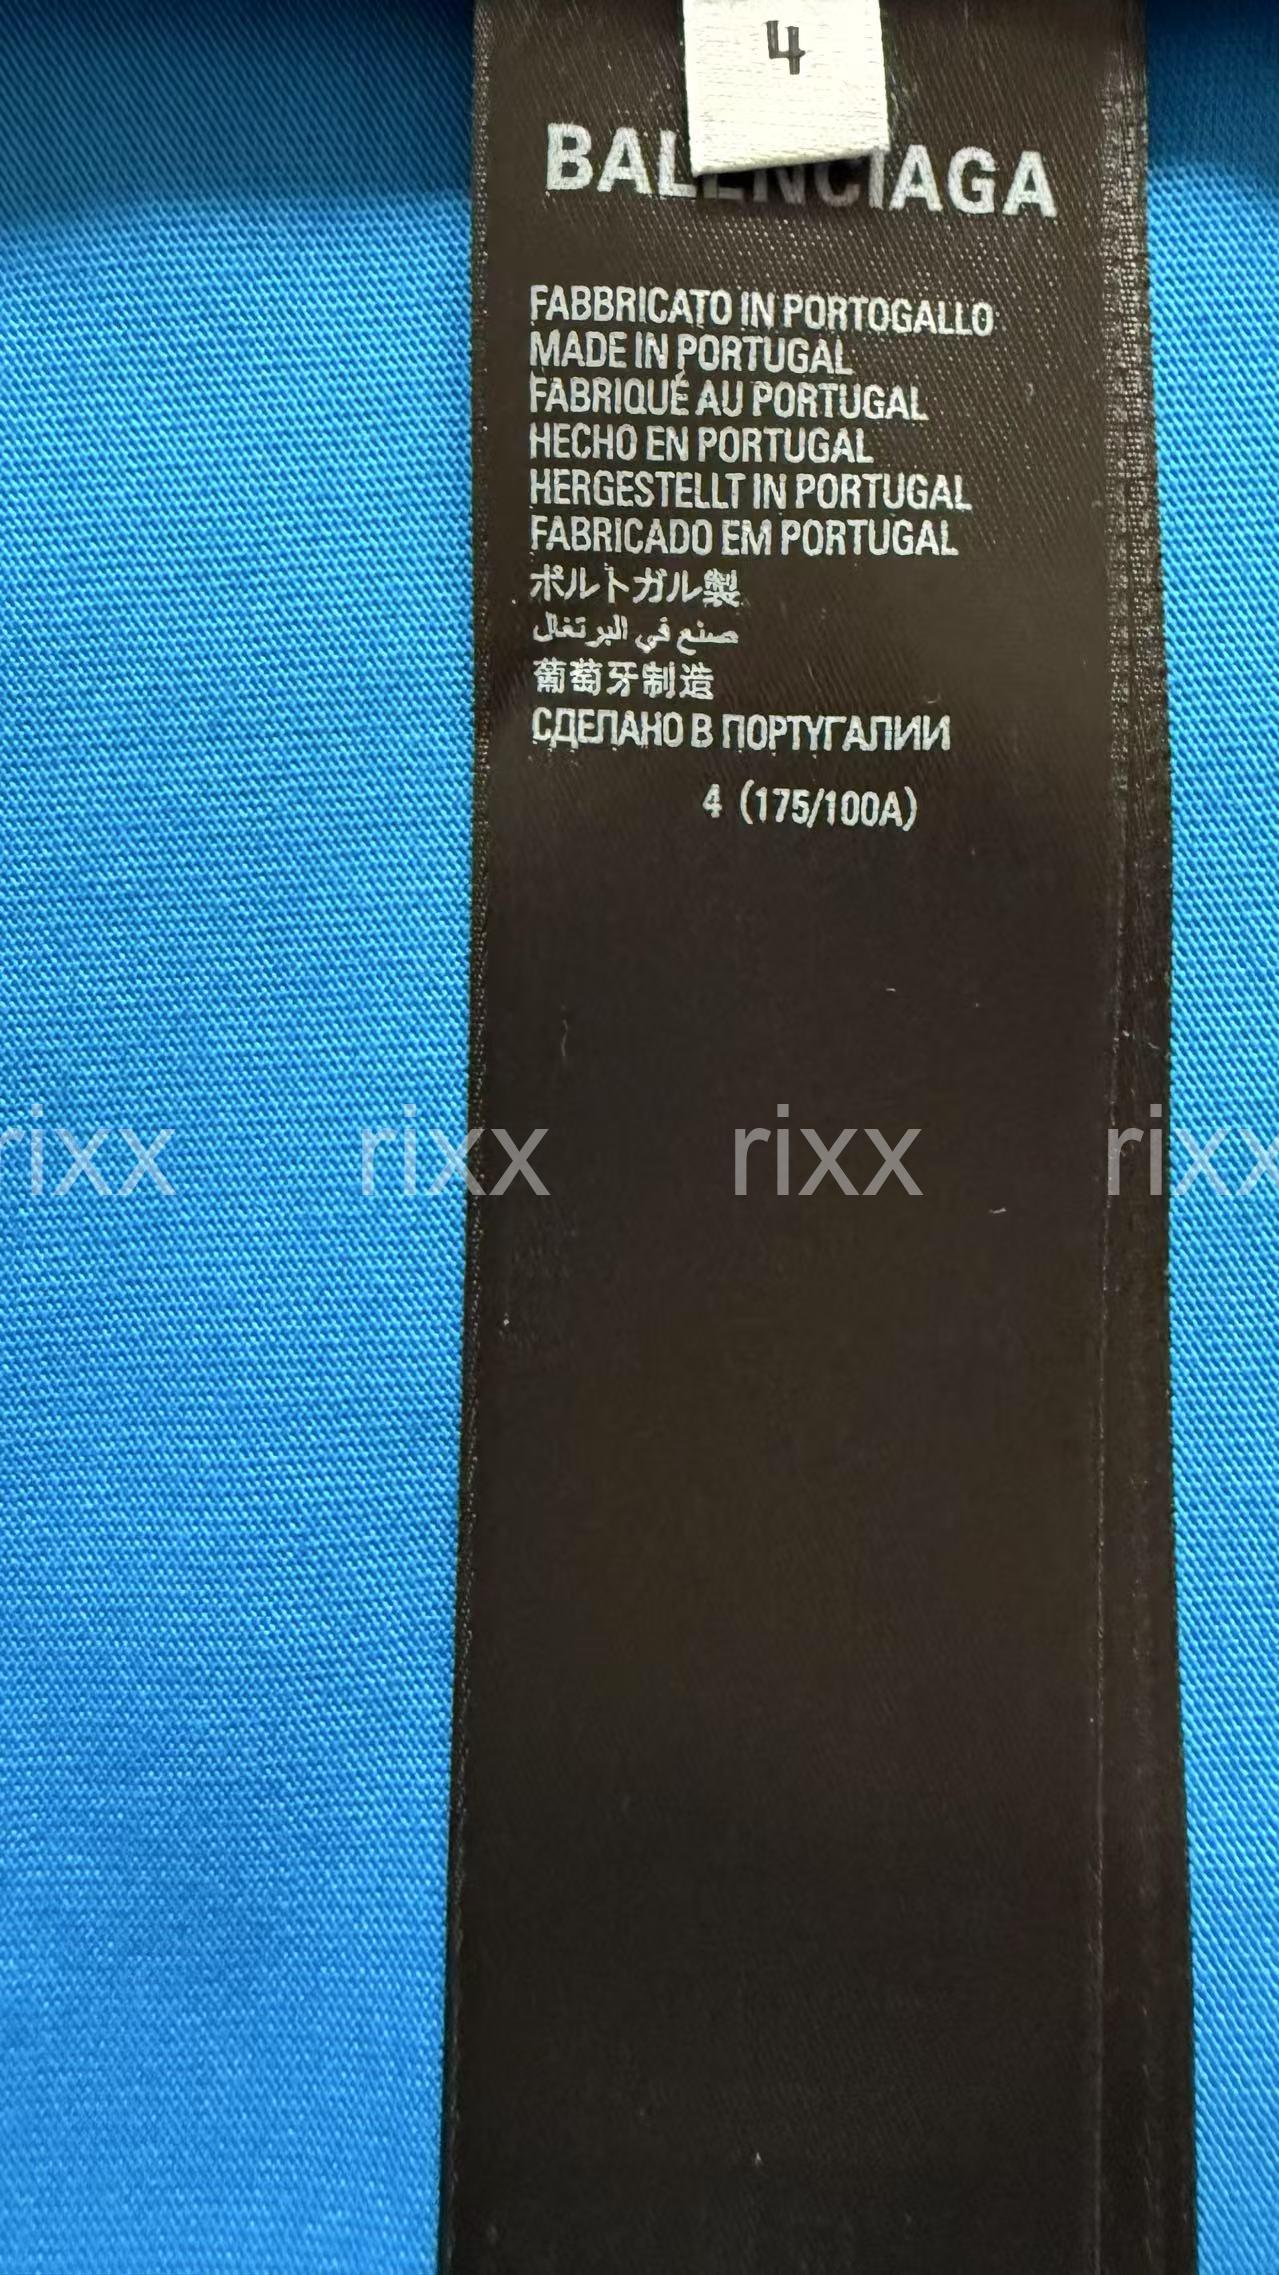 4
BALENCIAGA
FABBRICATO IN PORTOGALLO
MADE IN PORTUGAL
FABRIQUÉ AU PORTUGAL
HECHO EN PORTUGAL
HERGESTELLT IN PORTUGAL
FABRICADO EM PORTUGAL
ポルトガル製
صنع في البرتغال
葡萄牙制造
СДЕЛАНО В ПОРТУГАЛИИ
4 (175/100A)
rixx rixx rixx rixx